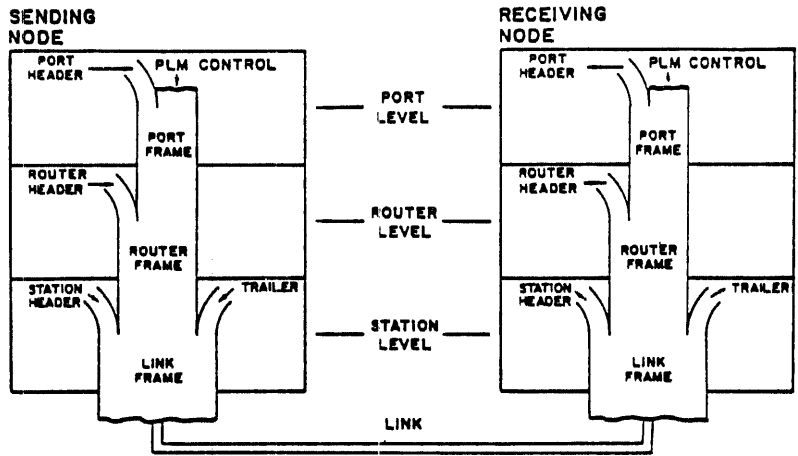 SENDING
NODE
PORT
HEADER
PLM CONTROL
PORT
FRAME
ROUTER
HEADER
ROUTER
FRAME
STATION
HEADER
TRAILER
LINK
FRAME
PORT
LEVEL
ROUTER
LEVEL
STATION
LEVEL
LINK
RECEIVING
NODE
PORT
HEADER
PLM CONTROL
PORT
FRAME
ROUTER
HEADER
ROUTER
FRAME
STATION
HEADER
TRAILER
LINK
FRAME